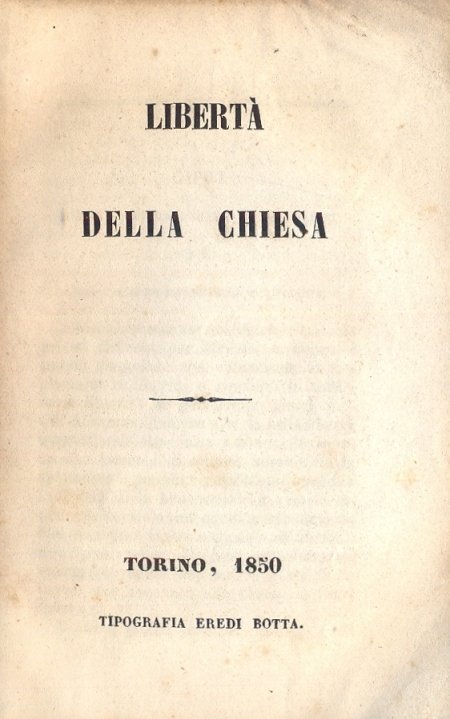 LIBERTÀ
DELLA CHIESA
TORINO, 1850
TIPOGRAFIA EREDI BOTTA.